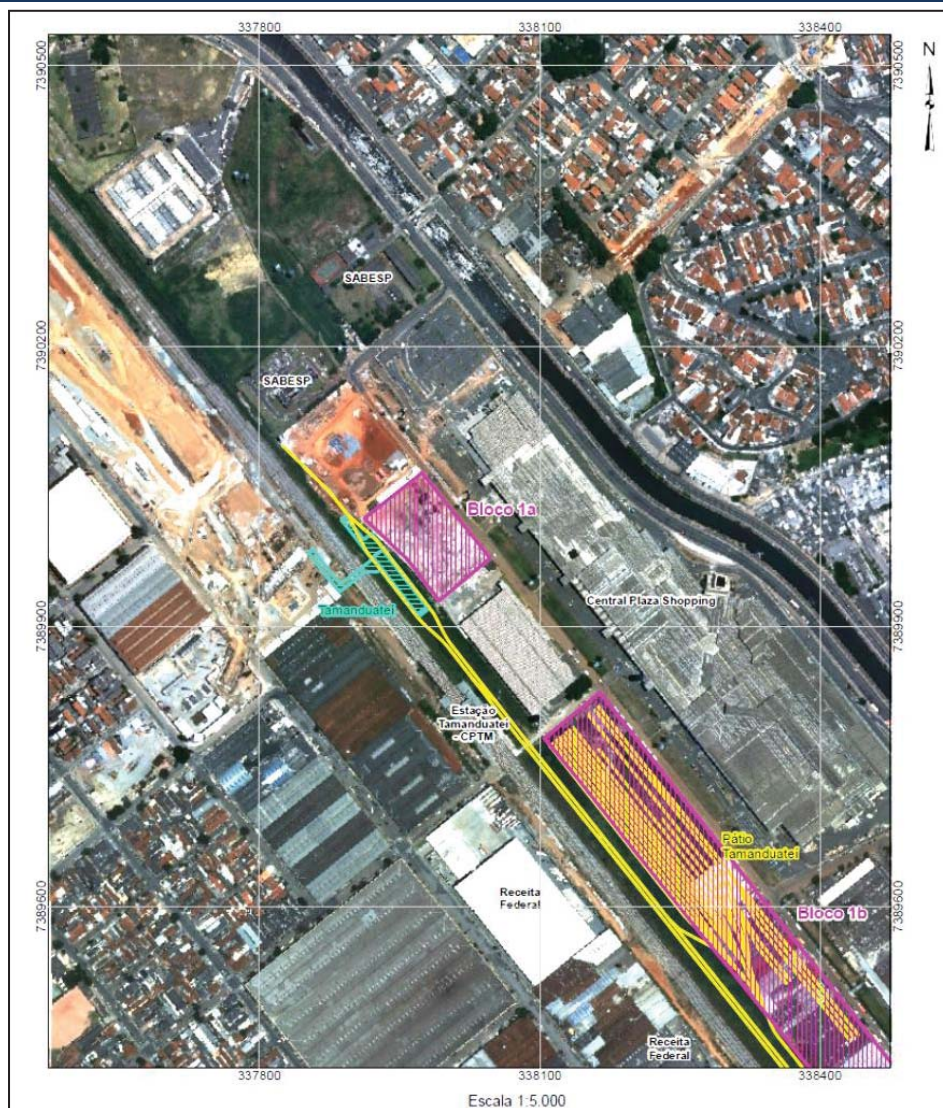 337800 338100 338400
N
7390500 7390500
SABESP
7390200 7390200
SABESP
Bloco 1a
Tamanduateí
Central Plaza Shopping
7389900 7389900
Estação
Tamanduateí
- CPTM
Pátio
Tamanduateí
Receita
Federal
7389600 7389600
Bloco 1b
Receita
Federal
337800 338100 338400
Escala 1:5.000